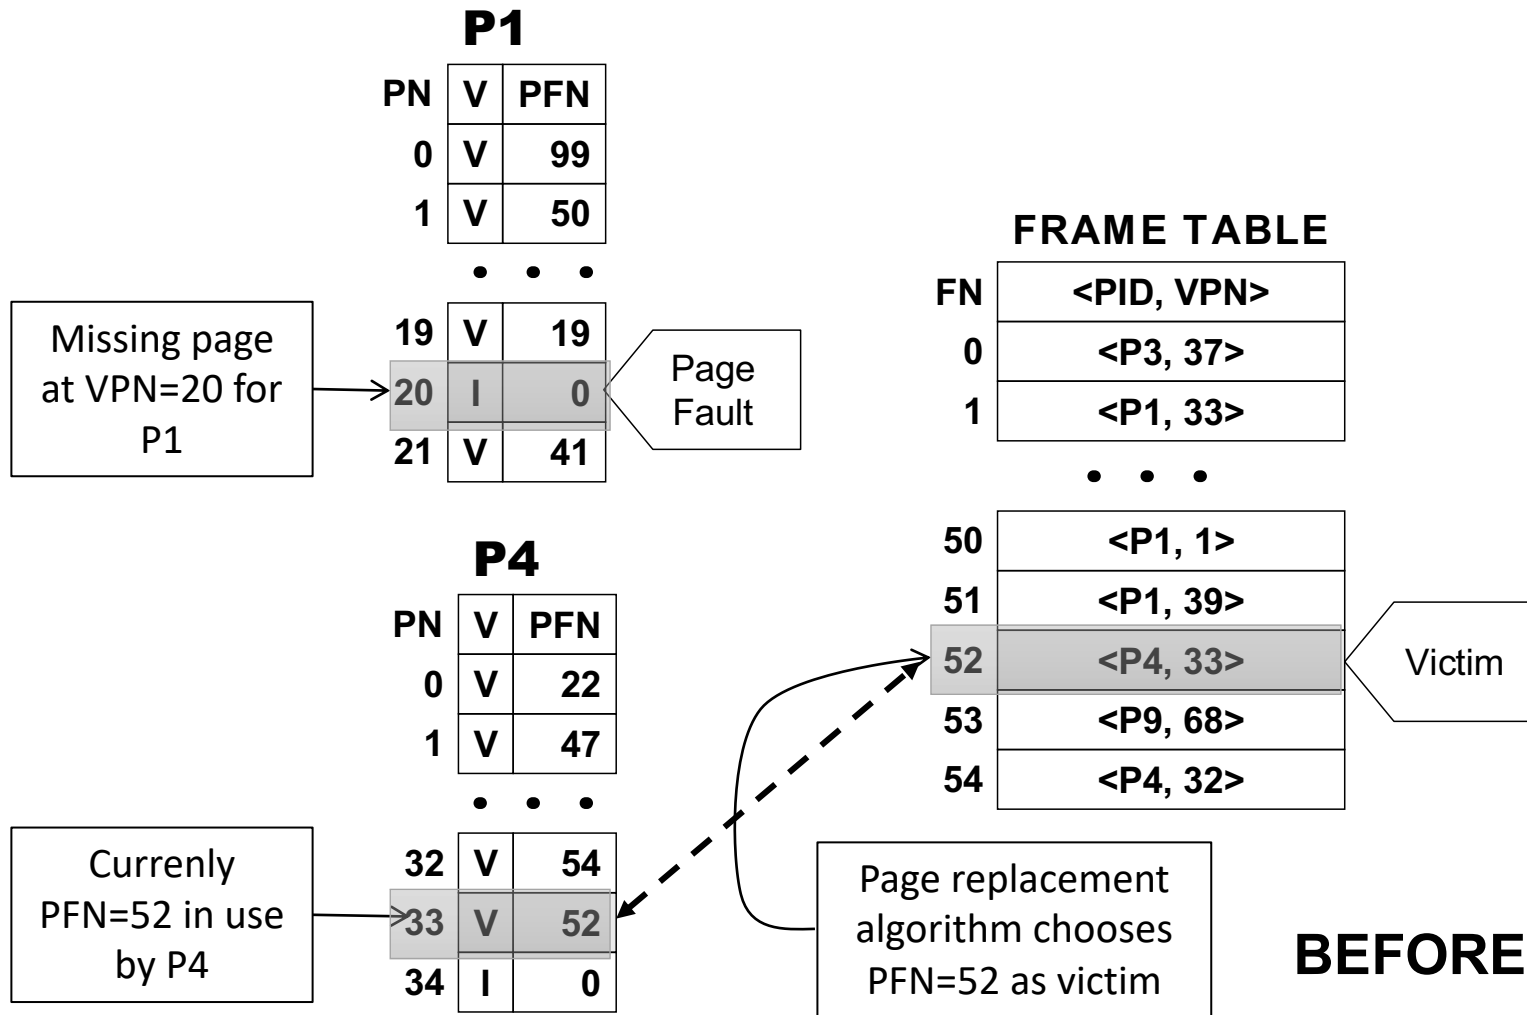 P1
PN V PFN
0 V 99
1 V 50
• • •
19 V 19
20 I 0
21 V 41
Missing page
at VPN=20 for
P1
Page
Fault
P4
PN V PFN
0 V 22
1 V 47
• • •
32 V 54
33 V 52
34 I 0
Currenly
PFN=52 in use
by P4
FRAME TABLE
FN <PID, VPN>
0 <P3, 37>
1 <P1, 33>
• • •
50 <P1, 1>
51 <P1, 39>
52 <P4, 33>
53 <P9, 68>
54 <P4, 32>
Victim
Page replacement
algorithm chooses
PFN=52 as victim
BEFORE